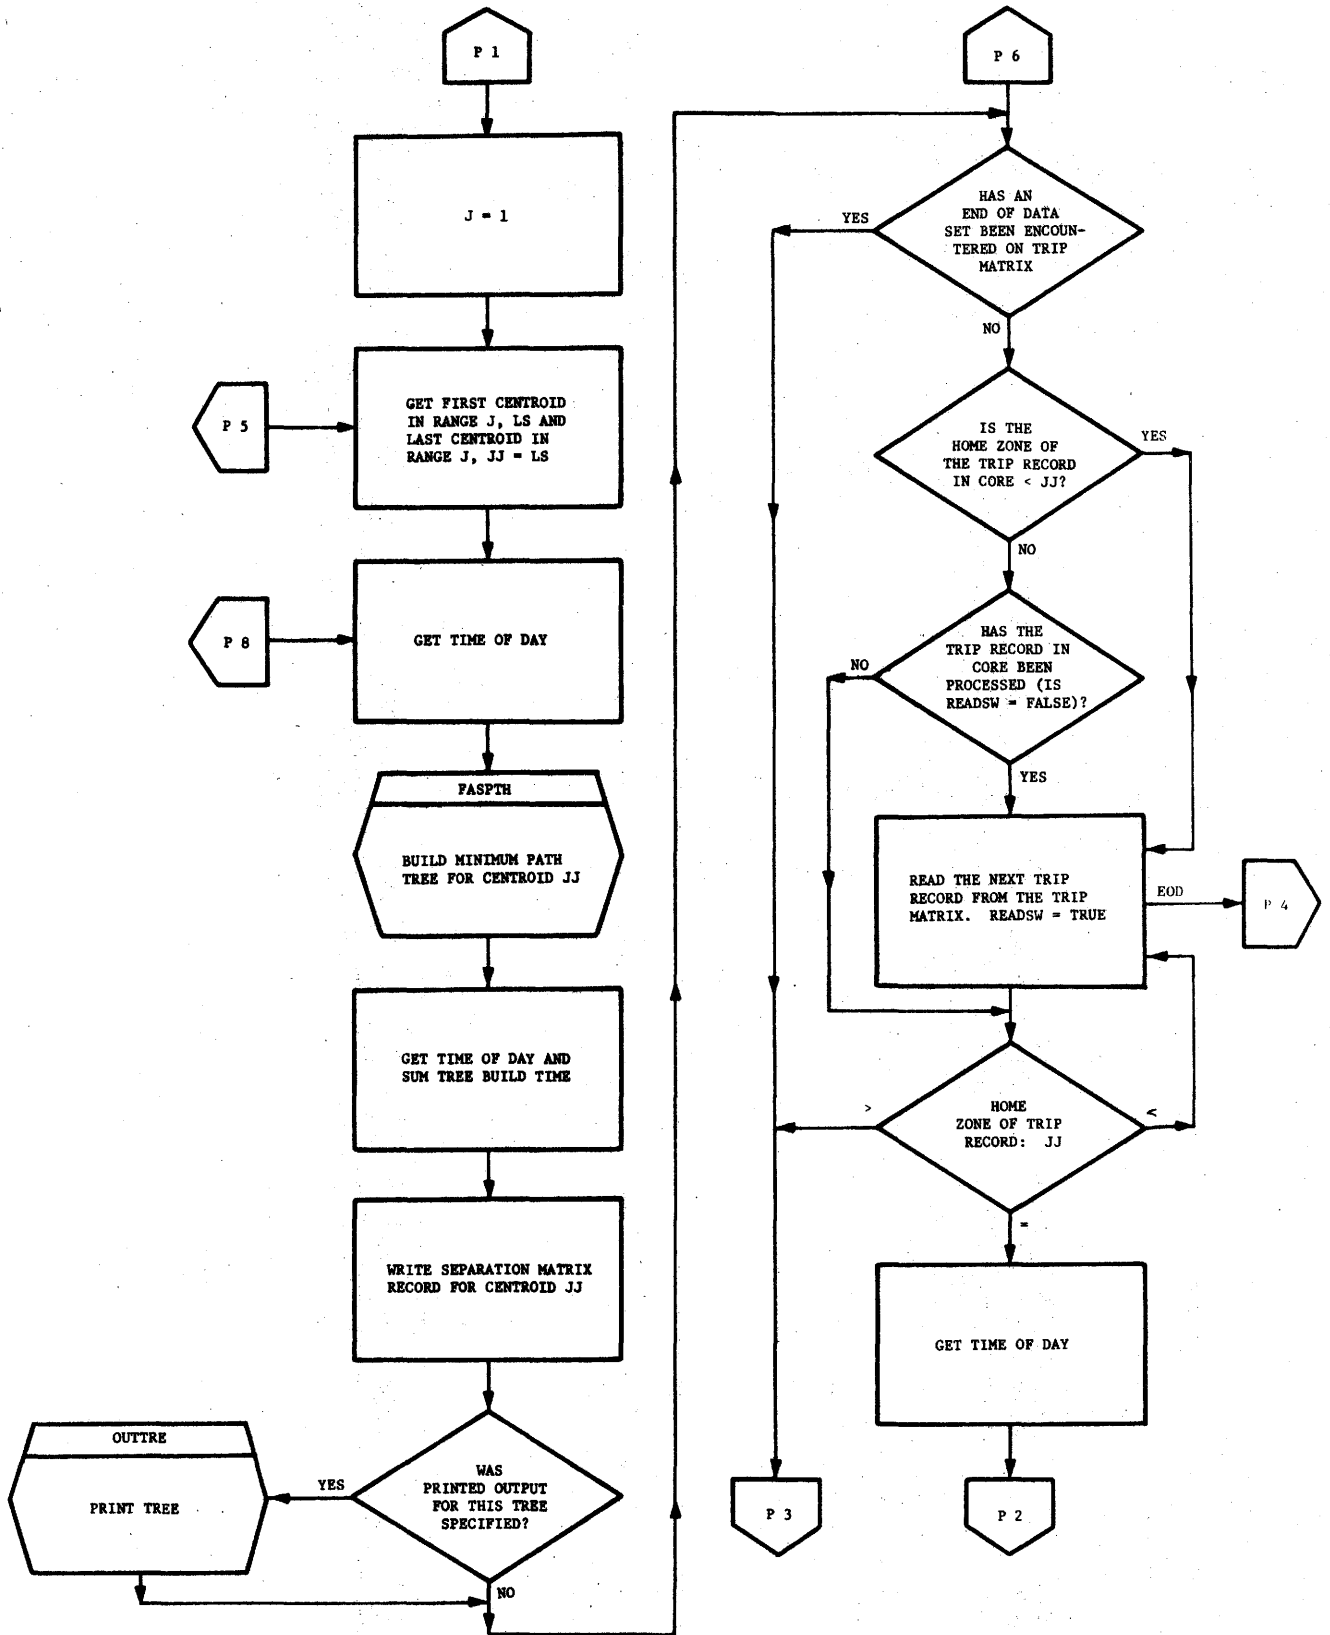 P 1
J = 1
P 5
GET FIRST CENTROID
IN RANGE J, LS AND
LAST CENTROID IN
RANGE J, JJ = LS
P 8
GET TIME OF DAY
FASPTH
BUILD MINIMUM PATH
TREE FOR CENTROID JJ
GET TIME OF DAY AND
SUM TREE BUILD TIME
WRITE SEPARATION MATRIX
RECORD FOR CENTROID JJ
WAS
PRINTED OUTPUT
FOR THIS TREE
SPECIFIED?
YES
OUTTRE
PRINT TREE
NO
P 6
HAS AN
END OF DATA
SET BEEN ENCOUN-
TERED ON TRIP
MATRIX
YES
NO
IS THE
HOME ZONE OF
THE TRIP RECORD
IN CORE < JJ?
YES
NO
HAS THE
TRIP RECORD IN
CORE BEEN
PROCESSED (IS
READSW = FALSE)?
NO
YES
READ THE NEXT TRIP
RECORD FROM THE TRIP
MATRIX. READSW = TRUE
EOD
P 4
HOME
ZONE OF TRIP
RECORD: JJ
>
<
=
GET TIME OF DAY
P 3
P 2